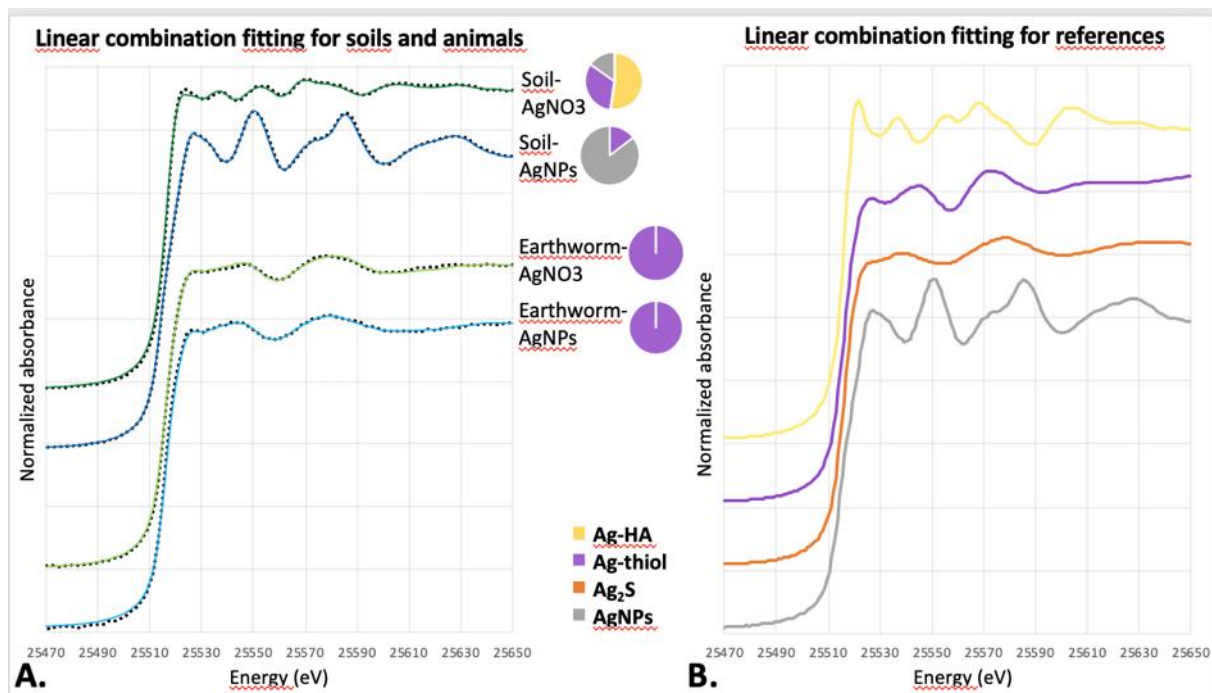 Linear combination fitting for soils and animals
Soil-
AgNO3
Soil-
AgNPs
Earthworm-
AgNO3
Earthworm-
AgNPs
Normalized absorbance
25470 25490 25510 25530 25550 25570 25590 25610 25630 25650
Energy (eV)
A.
Ag-HA
Ag-thiol
Ag₂S
AgNPs
Linear combination fitting for references
Normalized absorbance
25470 25490 25510 25530 25550 25570 25590 25610 25630 25650
Energy (eV)
B.